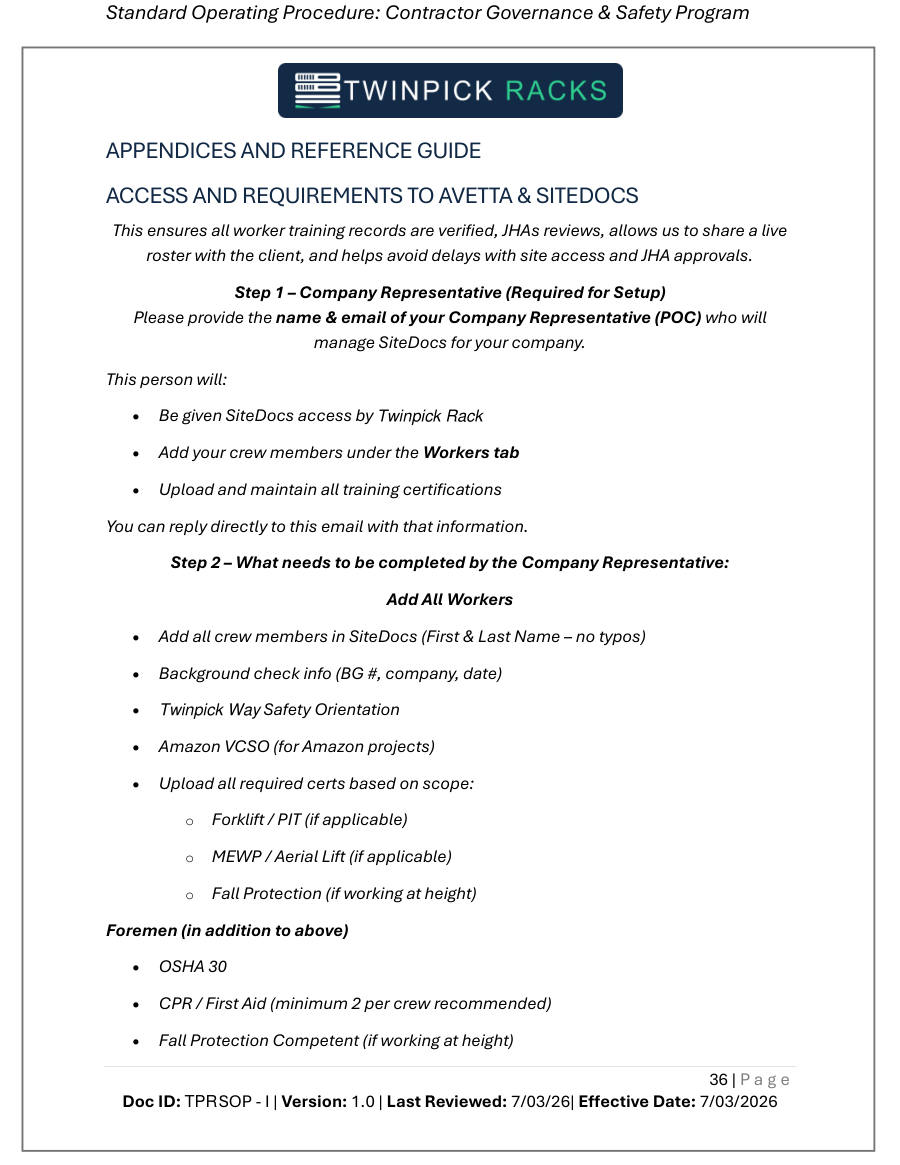 Standard Operating Procedure: Contractor Governance & Safety Program
TWINPICK RACKS
APPENDICES AND REFERENCE GUIDE
ACCESS AND REQUIREMENTS TO AVETTA & SITEDOCS
This ensures all worker training records are verified, JHAs reviews, allows us to share a live
roster with the client, and helps avoid delays with site access and JHA approvals.
Step 1 – Company Representative (Required for Setup)
Please provide the name & email of your Company Representative (POC) who will
manage SiteDocs for your company.
This person will:
• Be given SiteDocs access by Twinpick Rack
• Add your crew members under the Workers tab
• Upload and maintain all training certifications
You can reply directly to this email with that information.
Step 2 – What needs to be completed by the Company Representative:
Add All Workers
• Add all crew members in SiteDocs (First & Last Name – no typos)
• Background check info (BG #, company, date)
• Twinpick Way Safety Orientation
• Amazon VCSO (for Amazon projects)
• Upload all required certs based on scope:
o Forklift / PIT (if applicable)
o MEWP / Aerial Lift (if applicable)
o Fall Protection (if working at height)
Foremen (in addition to above)
• OSHA 30
• CPR / First Aid (minimum 2 per crew recommended)
• Fall Protection Competent (if working at height)
36 | Page
Doc ID: TPRSOP - I | Version: 1.0 | Last Reviewed: 7/03/26| Effective Date: 7/03/2026